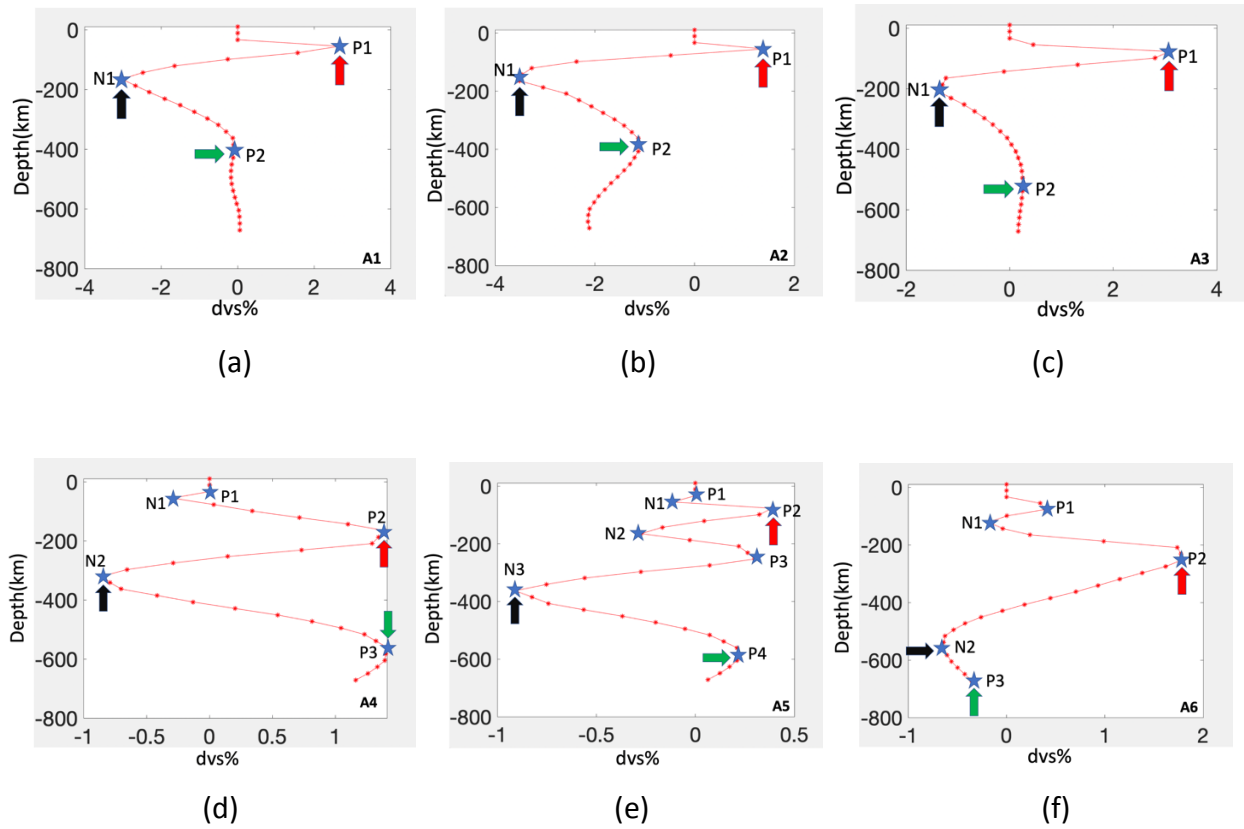 0
-200
-400
-600
-800
Depth(km)
P1
N1
P2
A1
-4
-2
0
2
4
dvs%
(a)
0
-200
-400
-600
-800
Depth(km)
P1
N1
P2
A2
-4
-2
0
2
dvs%
(b)
0
-200
-400
-600
-800
Depth(km)
P1
N1
P2
A3
-2
0
2
4
dvs%
(c)
0
-200
-400
-600
-800
Depth(km)
P1
N1
P2
N2
P3
A4
-1
-0.5
0
0.5
1
dvs%
(d)
0
-200
-400
-600
-800
Depth(km)
P1
N1
P2
N2
P3
N3
P4
A5
-1
-0.5
0
0.5
dvs%
(e)
0
-200
-400
-600
-800
Depth(km)
P1
N1
P2
N2
P3
A6
-1
0
1
2
dvs%
(f)